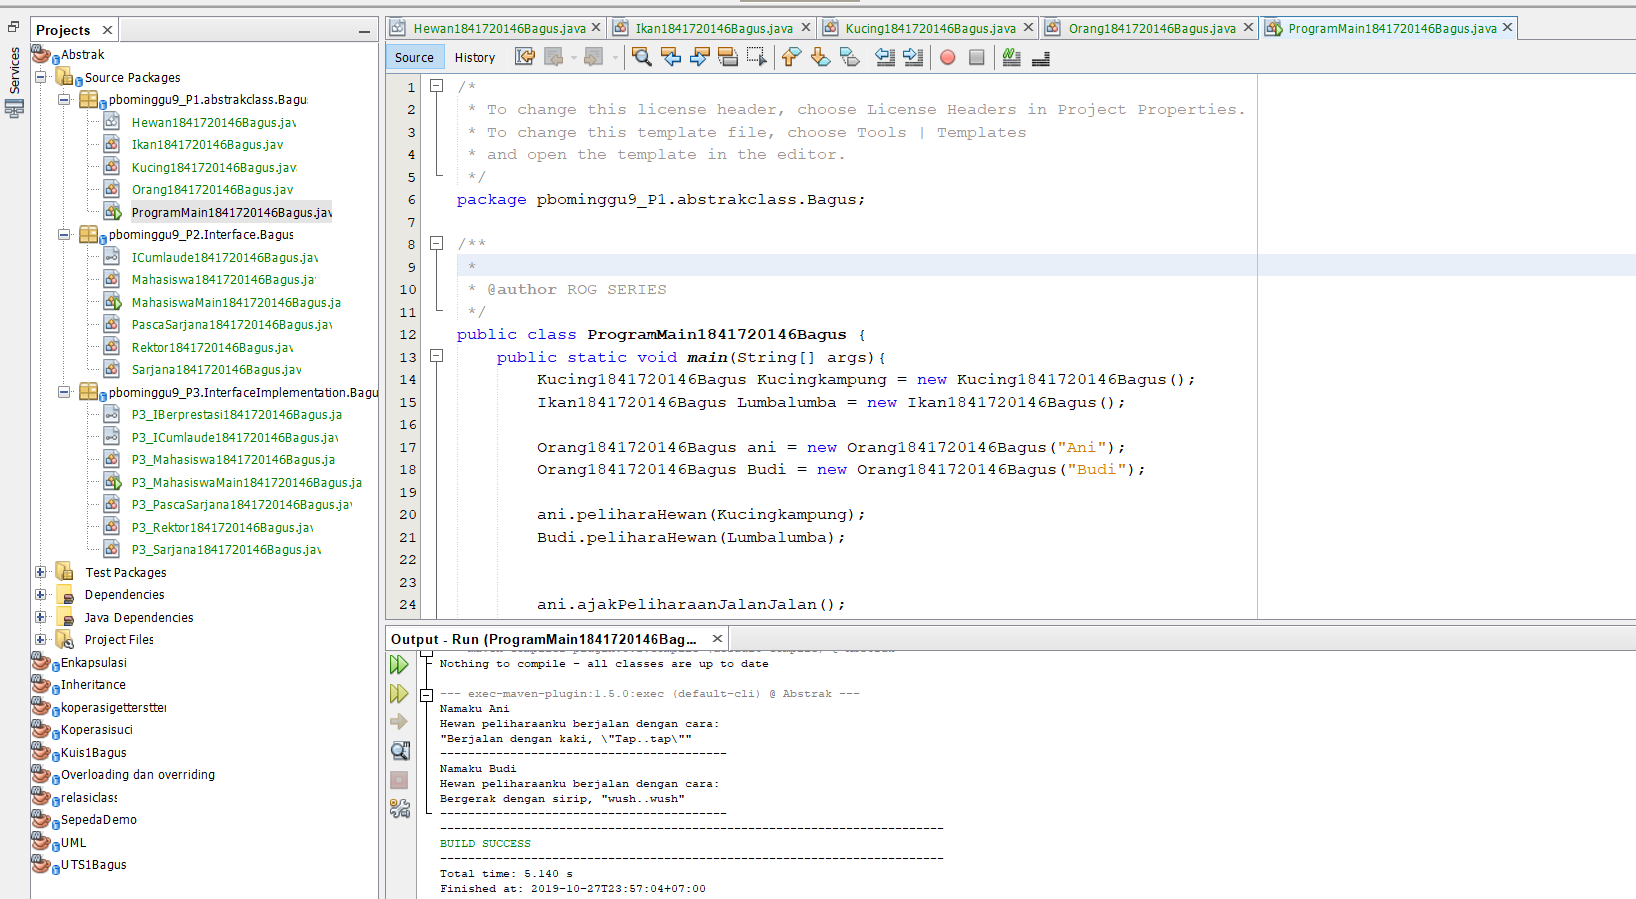 Services
Projects
Abstrak
Source Packages
pbominggu9_P1.abstrakclass.Bagus
Hewan1841720146Bagus.jav
Ikan1841720146Bagus.jav
Kucing1841720146Bagus.jav
Orang1841720146Bagus.jav
ProgramMain1841720146Bagus.jav
pbominggu9_P2.Interface.Bagus
ICumlaude1841720146Bagus.jav
Mahasiswa1841720146Bagus.ja
MahasiswaMain1841720146Bagus.ja
PascaSarjana1841720146Bagus.jav
Rektor1841720146Bagus.jav
Sarjana1841720146Bagus.jav
pbominggu9_P3.InterfaceImplementation.Bagu
P3_IBerprestasi1841720146Bagus.ja
P3_ICumlaude1841720146Bagus.jav
P3_Mahasiswa1841720146Bagus.ja
P3_MahasiswaMain1841720146Bagus.ja
P3_PascaSarjana1841720146Bagus.jav
P3_Rektor1841720146Bagus.jav
P3_Sarjana1841720146Bagus.jav
Test Packages
Dependencies
Java Dependencies
Project Files
Enkapsulasi
Inheritance
koperasigetterstter
Koperasisuci
Kuis1Bagus
Overloading dan overriding
relasiclass
SepedaDemo
UML
UTS1Bagus
Hewan1841720146Bagus.java
Ikan1841720146Bagus.java
Kucing1841720146Bagus.java
Orang1841720146Bagus.java
ProgramMain1841720146Bagus.java
Source History
1 /*
2 * To change this license header, choose License Headers in Project Properties.
3 * To change this template file, choose Tools | Templates
4 * and open the template in the editor.
5 */
6 package pbominggu9_P1.abstrakclass.Bagus;
7
8 /**
9 *
10 * @author ROG SERIES
11 */
12 public class ProgramMain1841720146Bagus {
13 public static void main(String[] args){
14 Kucing1841720146Bagus Kucingkampung = new Kucing1841720146Bagus();
15 Ikan1841720146Bagus Lumbalumba = new Ikan1841720146Bagus();
16
17 Orang1841720146Bagus ani = new Orang1841720146Bagus("Ani");
18 Orang1841720146Bagus Budi = new Orang1841720146Bagus("Budi");
19
20 ani.peliharaHewan(Kucingkampung);
21 Budi.peliharaHewan(Lumbalumba);
22
23
24 ani.ajakPeliharaanJalanJalan();
Output - Run (ProgramMain1841720146Bag...
Nothing to compile - all classes are up to date
--- exec-maven-plugin:1.5.0:exec (default-cli) @ Abstrak ---
Namaku Ani
Hewan peliharaanku berjalan dengan cara:
"Berjalan dengan kaki, \"Tap..tap\""
-----------------------------------------
Namaku Budi
Hewan peliharaanku berjalan dengan cara:
Bergerak dengan sirip, "wush..wush"
-----------------------------------------
------------------------------------------------------------------------
BUILD SUCCESS
------------------------------------------------------------------------
Total time: 5.140 s
Finished at: 2019-10-27T23:57:04+07:00